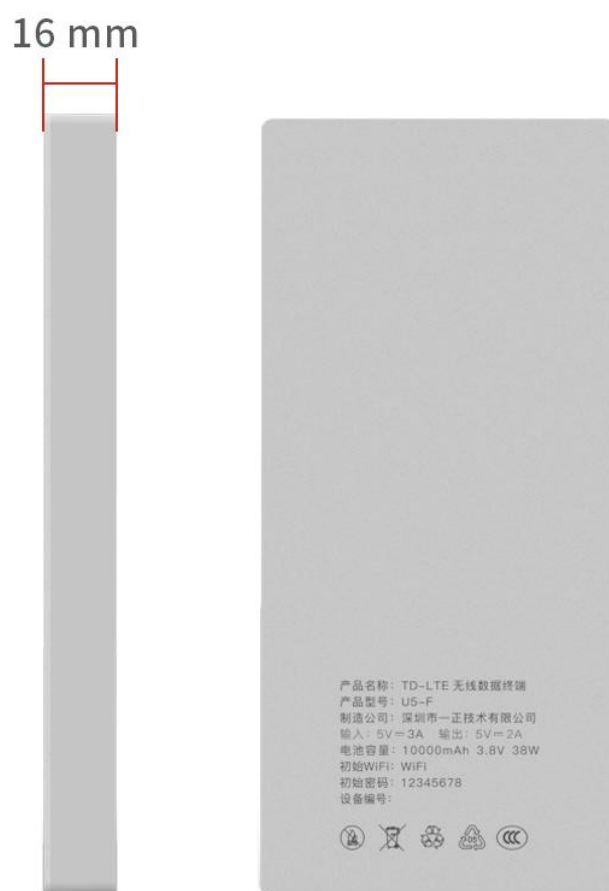 16 mm
产品名称：TD-LTE 无线数据终端
产品型号：U5-F
制造公司：深圳市一正技术有限公司
输入：5V⎓3A 输出：5V⎓2A
电池容量：10000mAh 3.8V 38W
初始WiFi：WiFi
初始密码：12345678
设备编号：
05
CCC